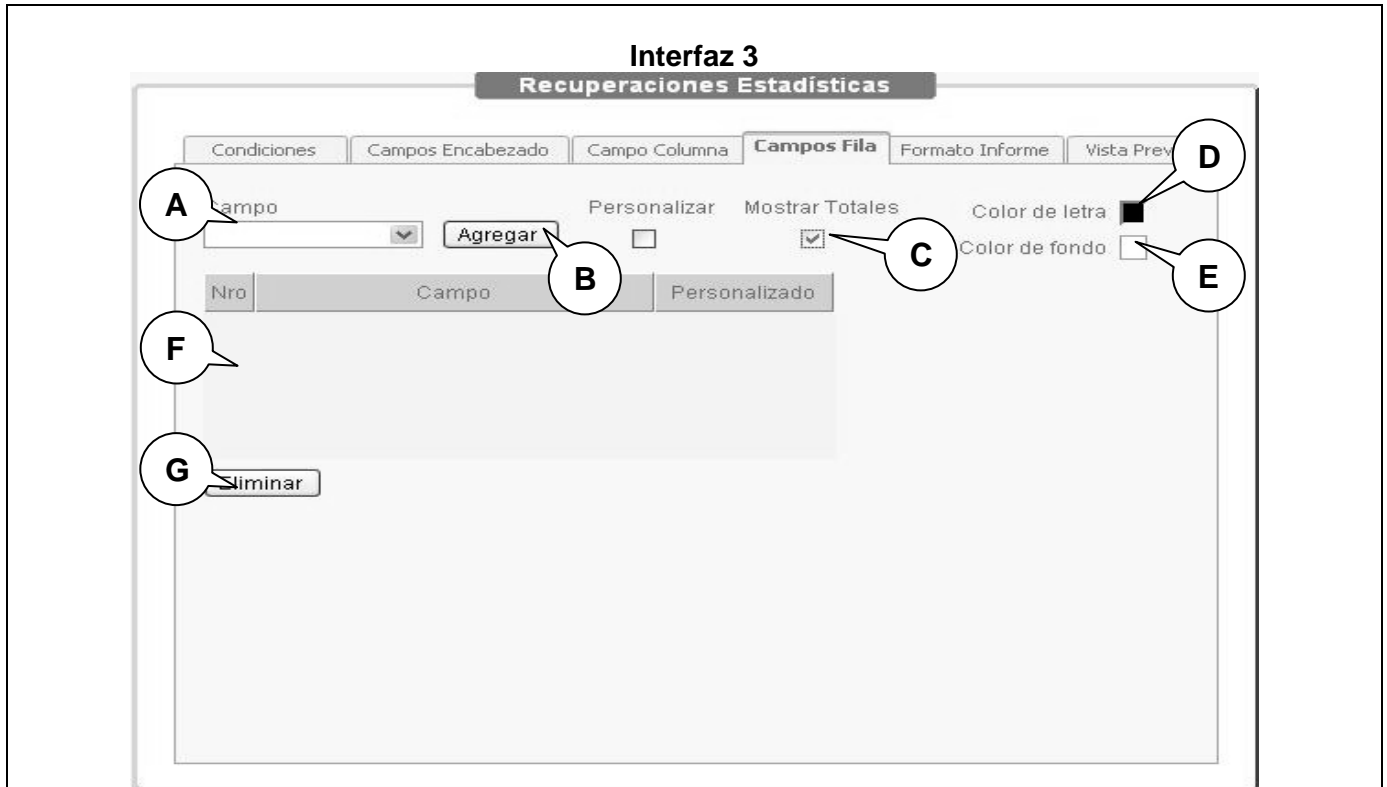 Interfaz 3
Recuperaciones Estadísticas
Condiciones Campos Encabezado Campo Columna Campos Fila Formato Informe Vista Prev
D
A Campo Personalizar Mostrar Totales Color de letra
Agregar Color de fondo
C
B E
Nro Campo Personalizado
F
G Eliminar